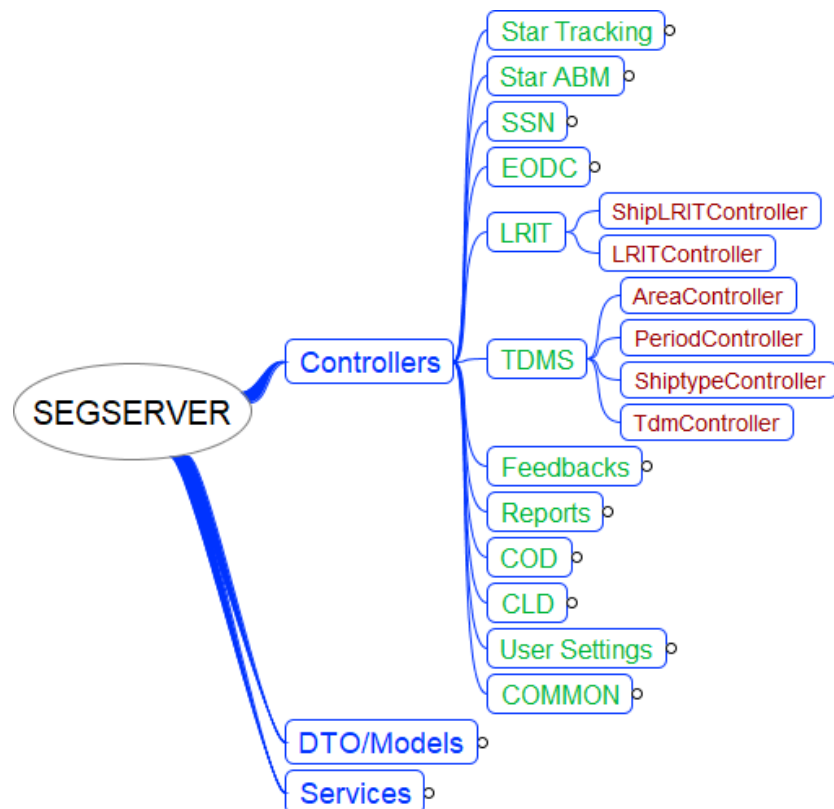 SEGSERVER
Controllers
Star Tracking
Star ABM
SSN
EODC
LRIT
ShipLRITController
LRITController
TDMS
AreaController
PeriodController
ShiptypeController
TdmController
Feedbacks
Reports
COD
CLD
User Settings
COMMON
DTO/Models
Services